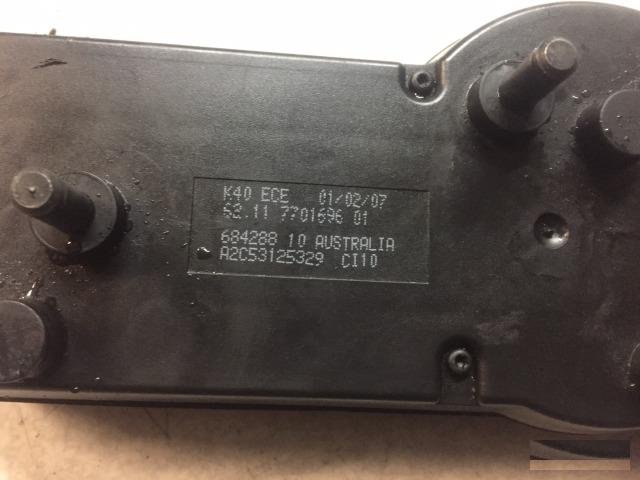 K40 ECE 01/02/07
62.11 7701696 01
684288 10 AUSTRALIA
A2C53125329 CI10